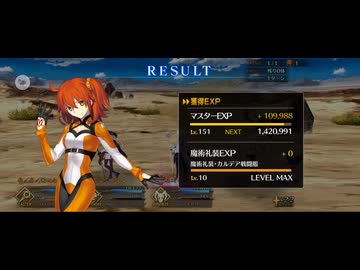 RESULT
獲得EXP
マスターEXP + 109,988
Lv.151 NEXT 1,420,991
魔術礼装EXP + 0
魔術礼装・カルデア戦闘服
Lv.10 LEVEL MAX